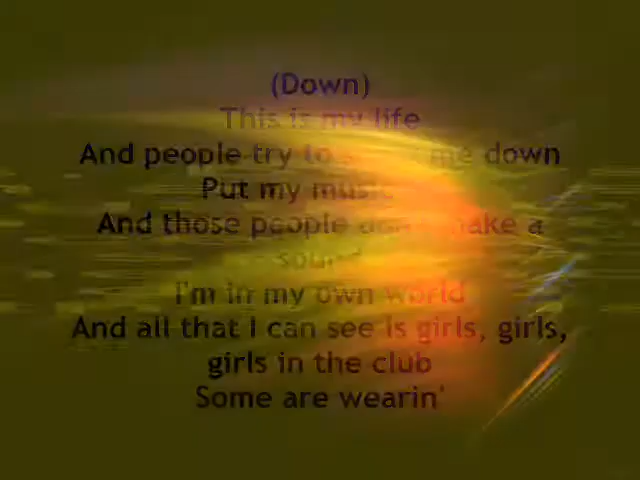 (Down)
This is my life
And people try to me down
Put my music
And those people make a
sound
I'm in my own world
And all that I can see is girls, girls,
girls in the club
Some are wearin'